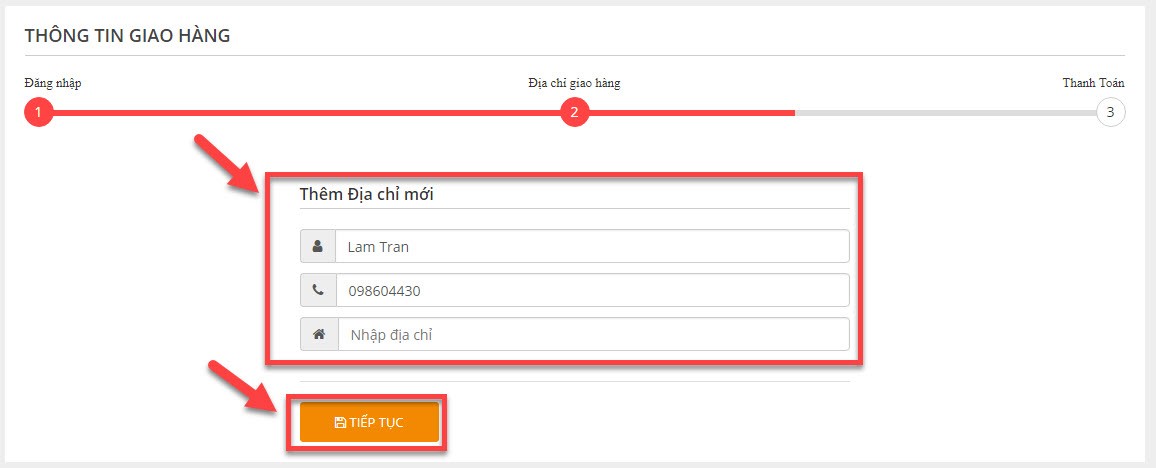 THÔNG TIN GIAO HÀNG
Đăng nhập Địa chỉ giao hàng Thanh Toán
1 2 3
Thêm Địa chỉ mới
Lam Tran
098604430
Nhập địa chỉ
TIẾP TỤC